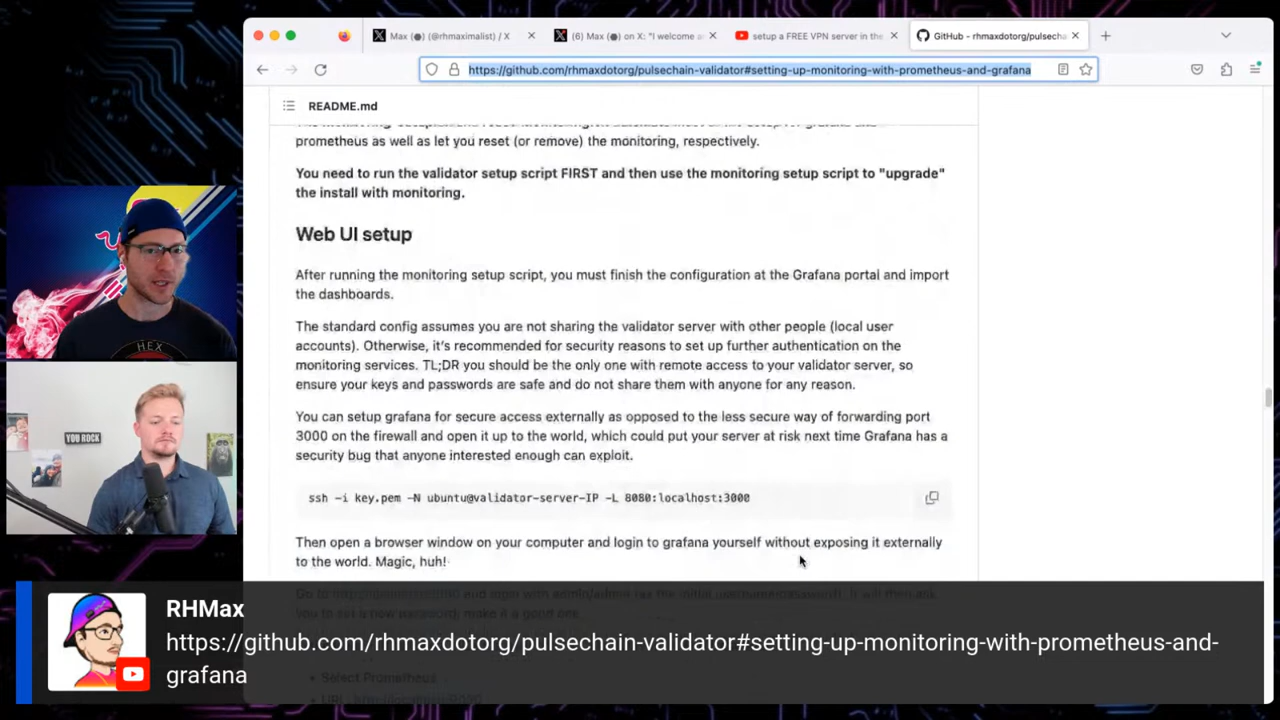 Max (●) (@rhmaximalist) / X
(6) Max (●) on X: "I welcome a
setup a FREE VPN server in the
GitHub - rhmaxdotorg/pulsecha
https://github.com/rhmaxdotorg/pulsechain-validator#setting-up-monitoring-with-prometheus-and-grafana
README.md
prometheus as well as let you reset (or remove) the monitoring, respectively.
You need to run the validator setup script FIRST and then use the monitoring setup script to "upgrade"
the install with monitoring.
Web UI setup
After running the monitoring setup script, you must finish the configuration at the Grafana portal and import
the dashboards.
The standard config assumes you are not sharing the validator server with other people (local user
accounts). Otherwise, it's recommended for security reasons to set up further authentication on the
monitoring services. TL;DR you should be the only one with remote access to your validator server, so
ensure your keys and passwords are safe and do not share them with anyone for any reason.
You can setup grafana for secure access externally as opposed to the less secure way of forwarding port
3000 on the firewall and open it up to the world, which could put your server at risk next time Grafana has a
security bug that anyone interested enough can exploit.
ssh -i key.pem -N ubuntu@validator-server-IP -L 8080:localhost:3000
Then open a browser window on your computer and login to grafana yourself without exposing it externally
to the world. Magic, huh!
you to set a new password, make it a good one
Select Prometheus
HEX
YOU ROCK
RHMax
https://github.com/rhmaxdotorg/pulsechain-validator#setting-up-monitoring-with-prometheus-and-
grafana